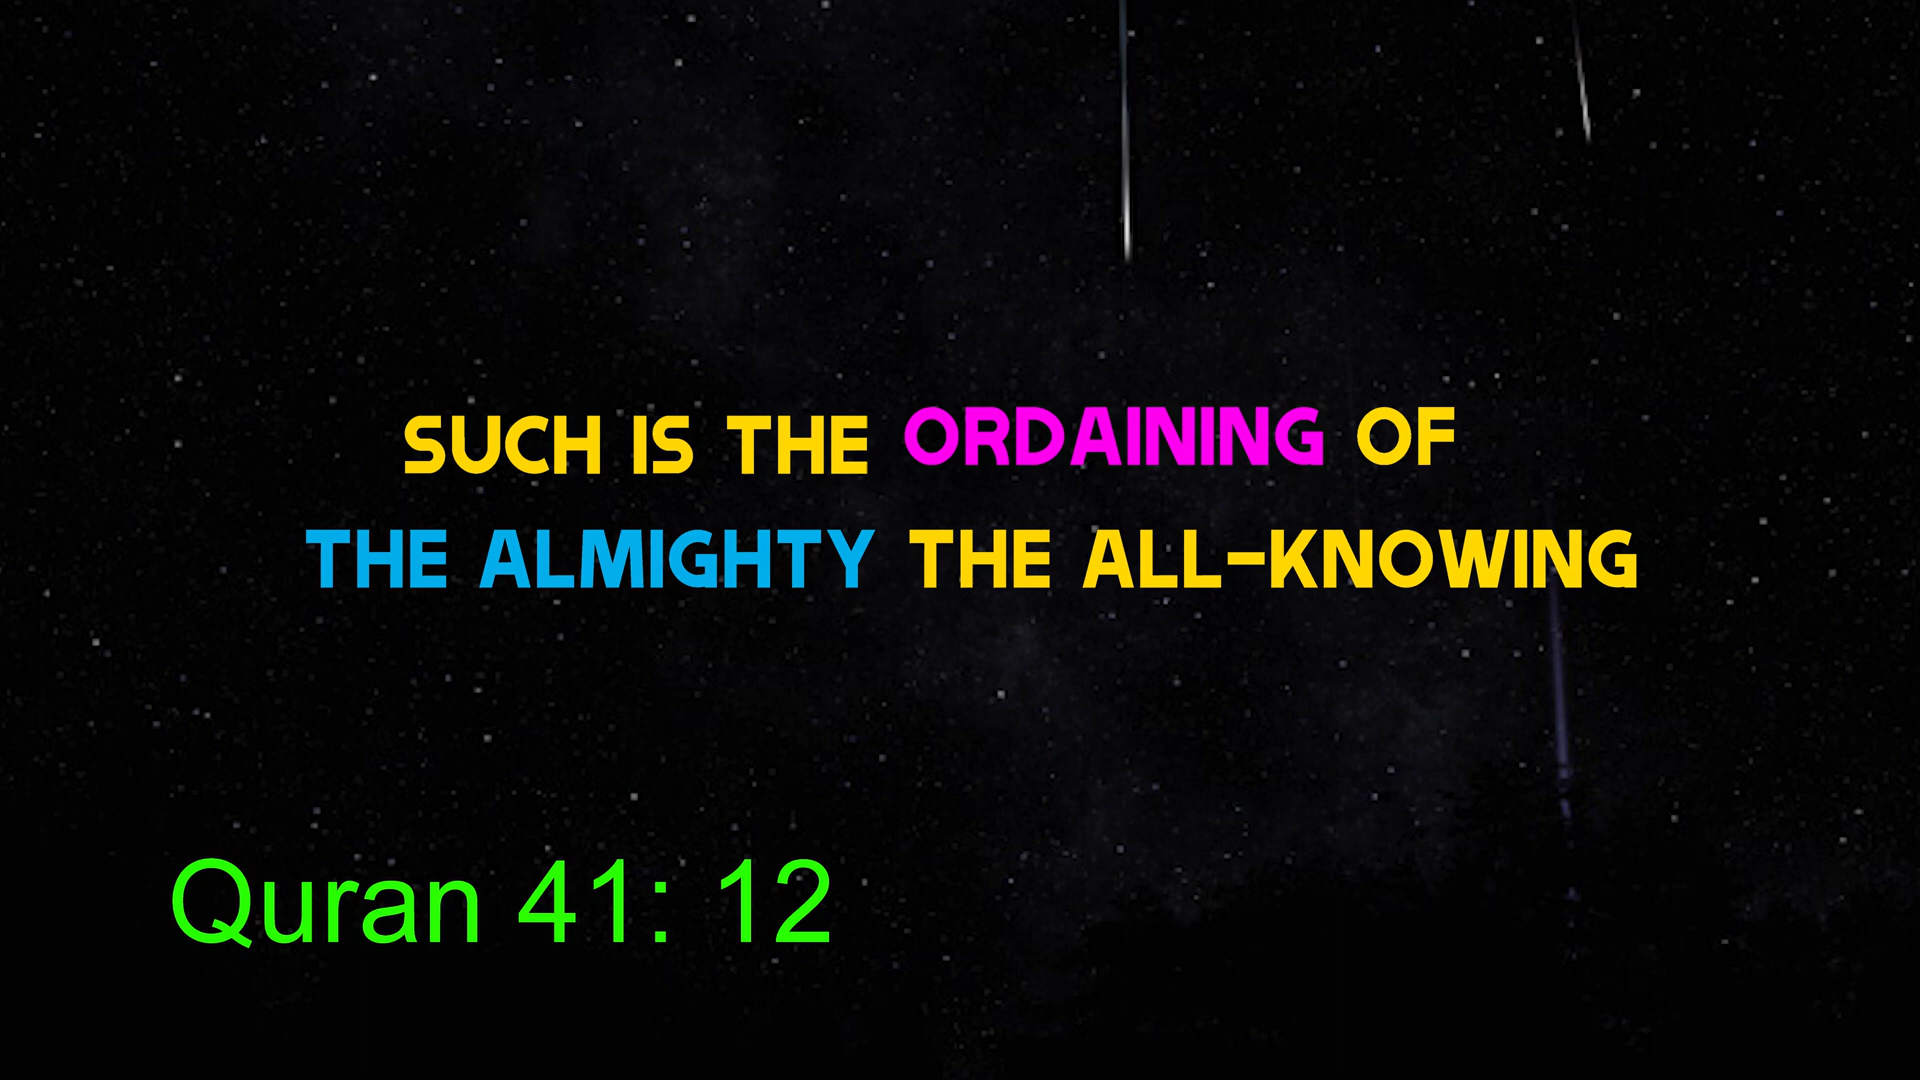 SUCH IS THE ORDAINING OF
THE ALMIGHTY THE ALL-KNOWING
Quran 41: 12